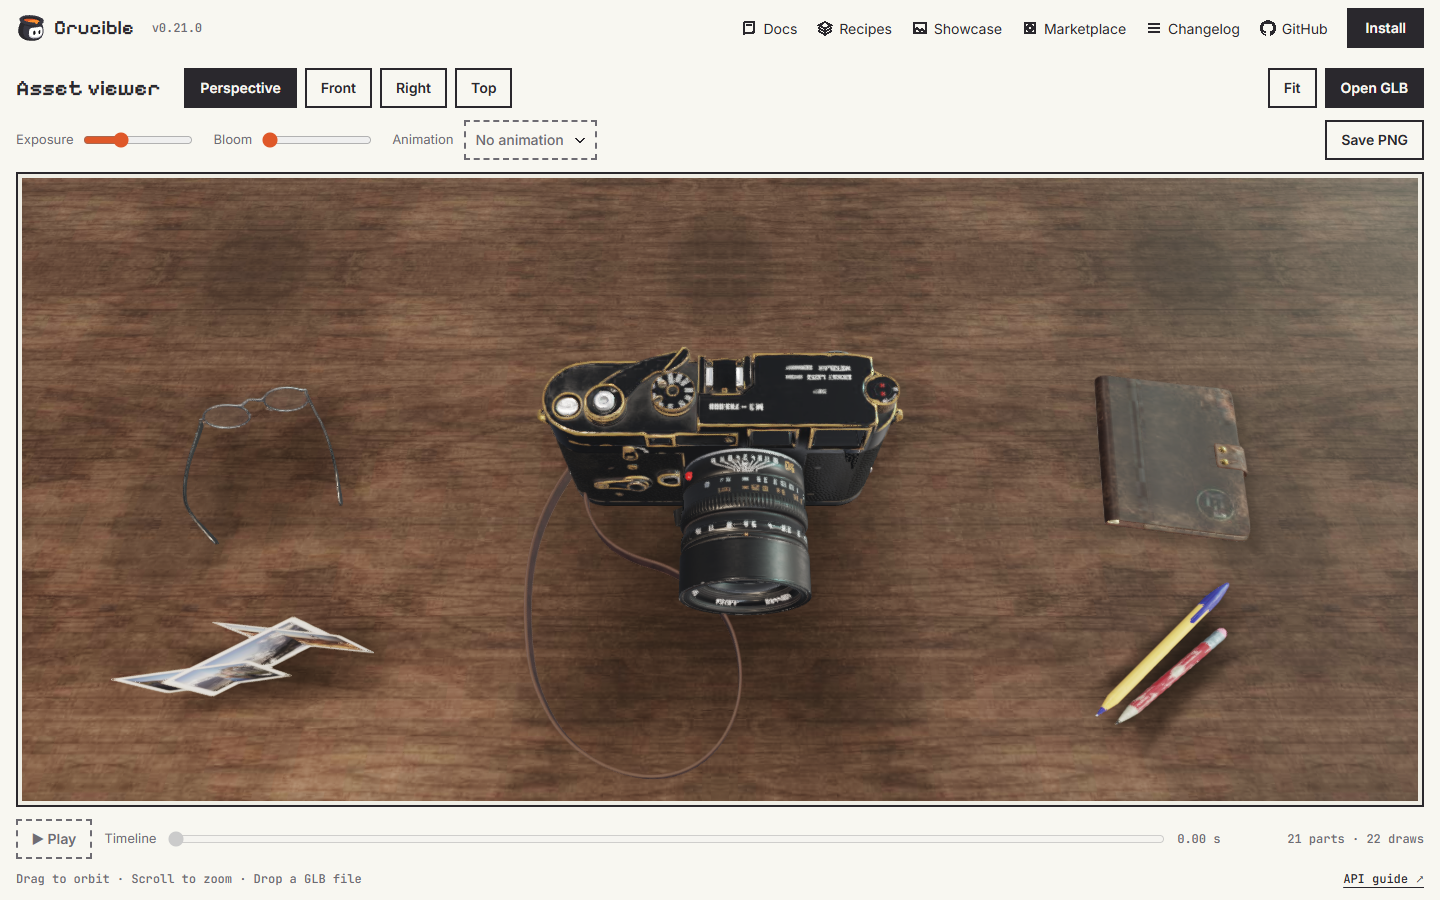 Crucible v0.21.0 Docs Recipes Showcase Marketplace Changelog GitHub Install
Asset viewer Perspective Front Right Top Fit Open GLB
Exposure Bloom Animation No animation Save PNG
Play Timeline 0.00 s 21 parts · 22 draws
Drag to orbit · Scroll to zoom · Drop a GLB file API guide ↗